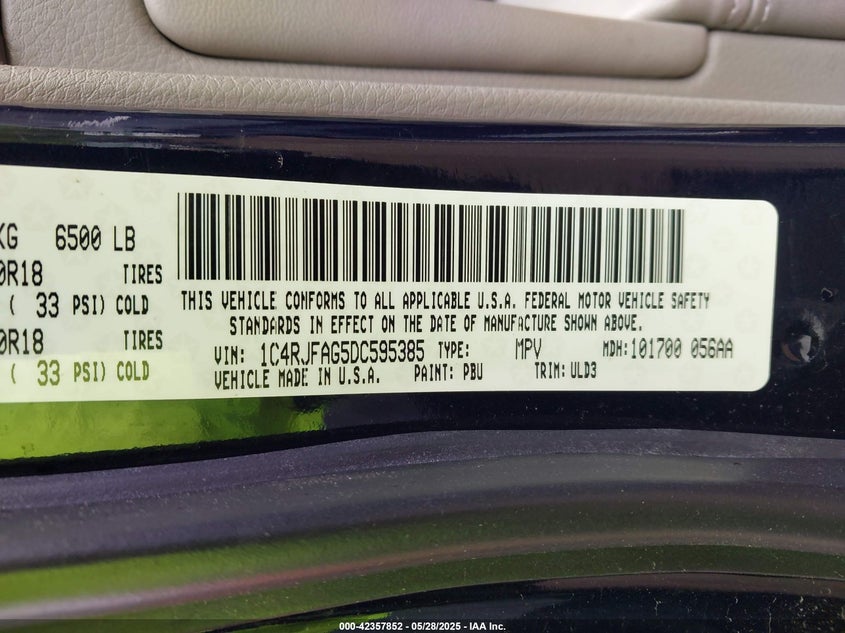 KG 6500 LB
0R18 TIRES
( 33 PSI) COLD
0R18 TIRES
( 33 PSI) COLD
THIS VEHICLE CONFORMS TO ALL APPLICABLE U.S.A. FEDERAL MOTOR VEHICLE SAFETY
STANDARDS IN EFFECT ON THE DATE OF MANUFACTURE SHOWN ABOVE.
VIN: 1C4RJFAG5DC595385 TYPE: MPV MDH:101700 056AA
VEHICLE MADE IN U.S.A. PAINT: PBU TRIM:ULD3
000-42357852 - 05/28/2025 - IAA Inc.